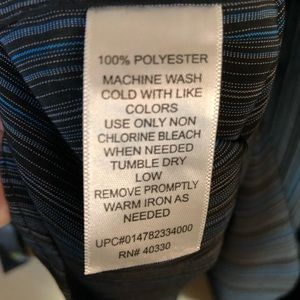 100% POLYESTER
MACHINE WASH
COLD WITH LIKE
COLORS
USE ONLY NON
CHLORINE BLEACH
WHEN NEEDED
TUMBLE DRY
LOW
REMOVE PROMPTLY
WARM IRON AS
NEEDED
UPC#014782334000
RN# 40330